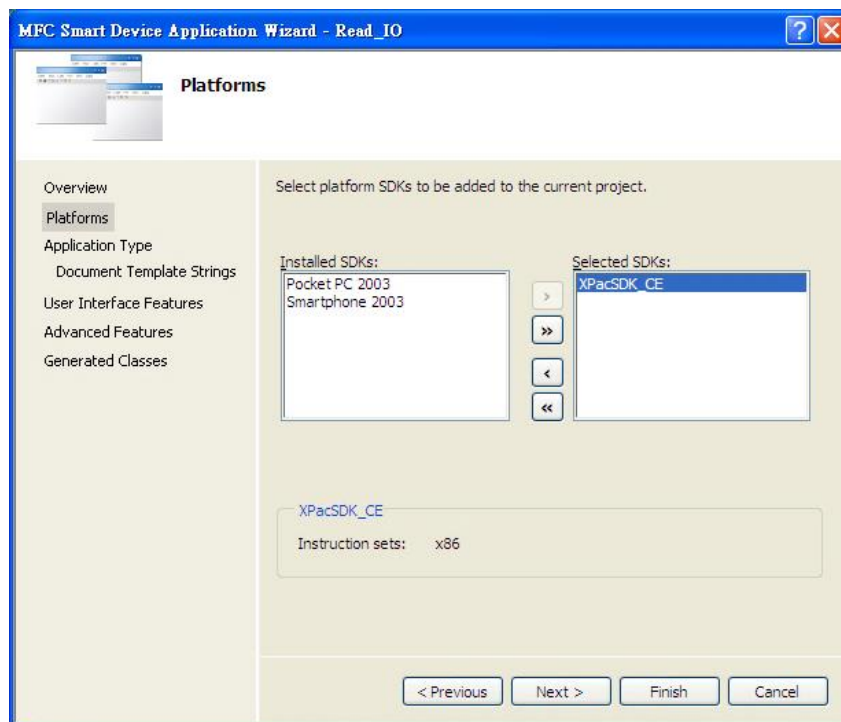 MFC Smart Device Application Wizard - Read_IO
Platforms
Overview
Platforms
Application Type
Document Template Strings
User Interface Features
Advanced Features
Generated Classes
Select platform SDKs to be added to the current project.
Installed SDKs:
Pocket PC 2003
Smartphone 2003
>
>>
<
<<
Selected SDKs:
XPacSDK_CE
XPacSDK_CE
Instruction sets: x86
< Previous
Next >
Finish
Cancel